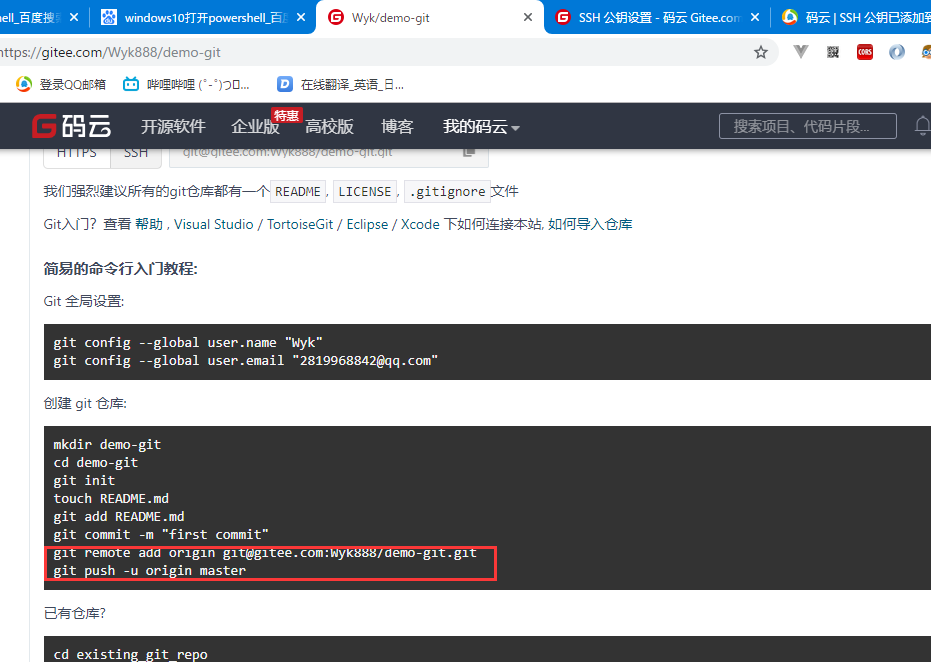 ell_百度搜
windows10打开powershell_百度
Wyk/demo-git
SSH 公钥设置 - 码云 Gitee.com
码云 | SSH 公钥已添加到
https://gitee.com/Wyk888/demo-git
CORS
登录QQ邮箱
哔哩哔哩 (゜-゜)つロ...
在线翻译_英语_日...
码云
开源软件
企业版
特惠
高校版
博客
我的码云
搜索项目、代码片段...
HTTPS
SSH
git@gitee.com:Wyk888/demo-git.git
我们强烈建议所有的git仓库都有一个 README , LICENSE , .gitignore 文件
Git入门？查看 帮助 , Visual Studio / TortoiseGit / Eclipse / Xcode 下如何连接本站, 如何导入仓库
简易的命令行入门教程:
Git 全局设置:
git config --global user.name "Wyk"
git config --global user.email "2819968842@qq.com"
创建 git 仓库:
mkdir demo-git
cd demo-git
git init
touch README.md
git add README.md
git commit -m "first commit"
git remote add origin git@gitee.com:Wyk888/demo-git.git
git push -u origin master
已有仓库?
cd existing_git_repo